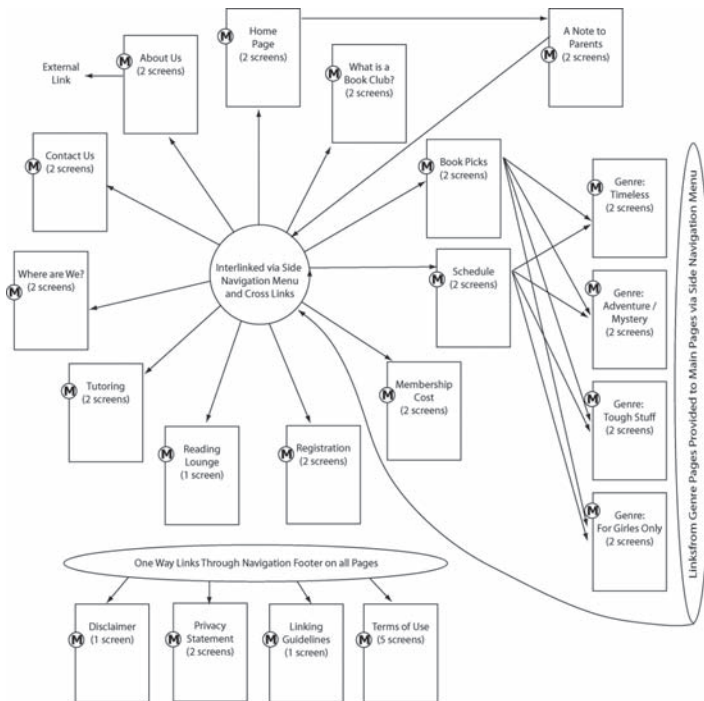 Home
Page
(2 screens)
A Note to
Parents
(2 screens)
M
M
About Us
(2 screens)
M
External
Link
What is a
Book Club?
(2 screens)
M
Contact Us
(2 screens)
M
Book Picks
(2 screens)
M
Genre:
Timeless
(2 screens)
M
Where are We?
(2 screens)
M
Interlinked via Side
Navigation Menu
and Cross Links
Schedule
(2 screens)
M
Genre:
Adventure /
Mystery
(2 screens)
M
Tutoring
(2 screens)
M
Membership
Cost
(2 screens)
M
Genre:
Tough Stuff
(2 screens)
M
Reading
Lounge
(1 screen)
M
Registration
(2 screens)
M
Genre:
For Girles Only
(2 screens)
M
Linksfrom Genre Pages Provided to Main Pages via Side Navigation Menu
One Way Links Through Navigation Footer on all Pages
Disclaimer
(1 screen)
M
Privacy
Statement
(2 screens)
M
Linking
Guidelines
(1 screen)
M
Terms of Use
(5 screens)
M